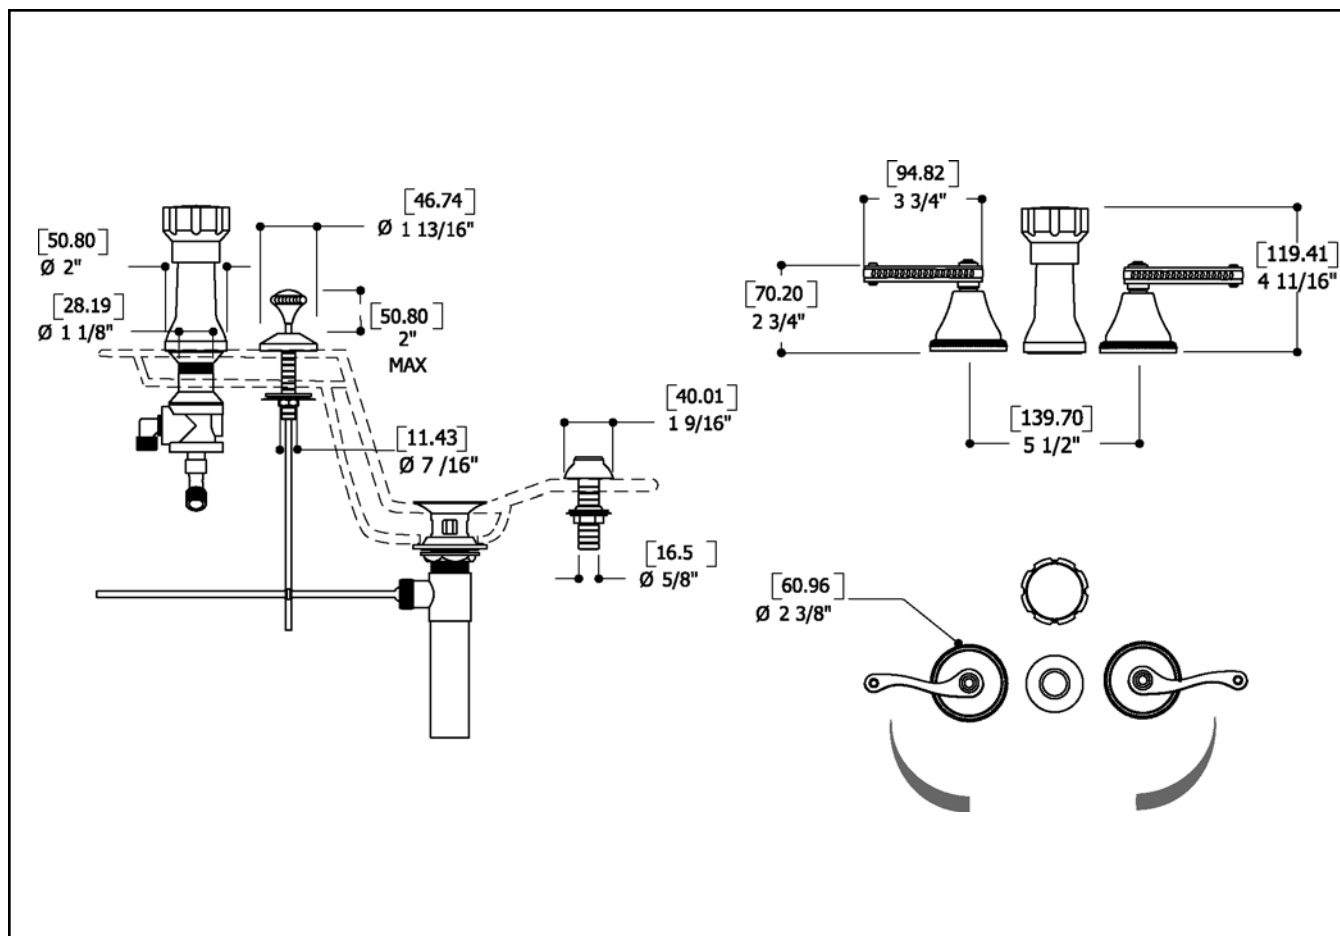 [46.74]
Ø 1 13/16"
[50.80]
Ø 2"
[28.19]
Ø 1 1/8"
[50.80]
2"
MAX
[11.43]
Ø 7 /16"
[40.01]
1 9/16"
[16.5 ]
Ø 5/8"
[94.82]
3 3/4"
[70.20]
2 3/4"
[119.41]
4 11/16"
[139.70]
5 1/2"
[60.96]
Ø 2 3/8"